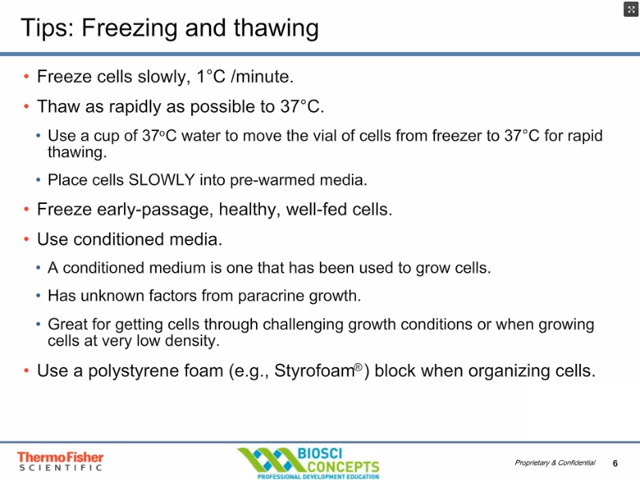 Tips: Freezing and thawing
• Freeze cells slowly, 1°C /minute.
• Thaw as rapidly as possible to 37°C.
• Use a cup of 37°C water to move the vial of cells from freezer to 37°C for rapid
thawing.
• Place cells SLOWLY into pre-warmed media.
• Freeze early-passage, healthy, well-fed cells.
• Use conditioned media.
• A conditioned medium is one that has been used to grow cells.
• Has unknown factors from paracrine growth.
• Great for getting cells through challenging growth conditions or when growing
cells at very low density.
• Use a polystyrene foam (e.g., Styrofoam®) block when organizing cells.
ThermoFisher
SCIENTIFIC
BIOSCI
CONCEPTS
PROFESSIONAL DEVELOPMENT EDUCATION
Proprietary & Confidential
6